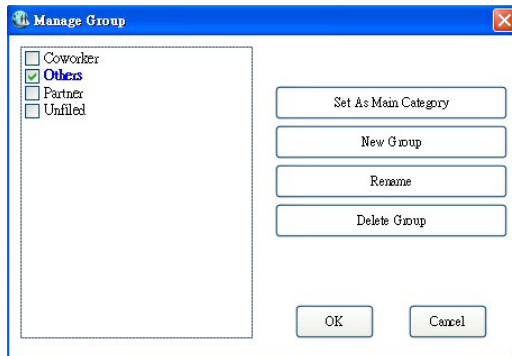 Manage Group
Coworker
Others
Partner
Unfiled
Set As Main Category
New Group
Rename
Delete Group
OK
Cancel